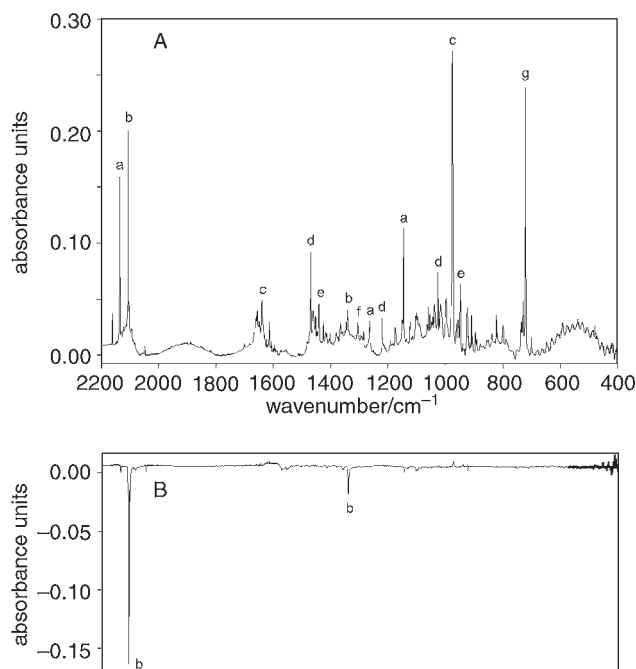 0.30
A
c
g
b
0.20
a
a
0.10
d
d
e
c
e
b
f
a
d
0.00
absorbance units
2200 2000 1800 1600 1400 1200 1000 800 600 400
wavenumber/cm⁻¹
0.00
B
b
−0.05
−0.10
−0.15
b
absorbance units